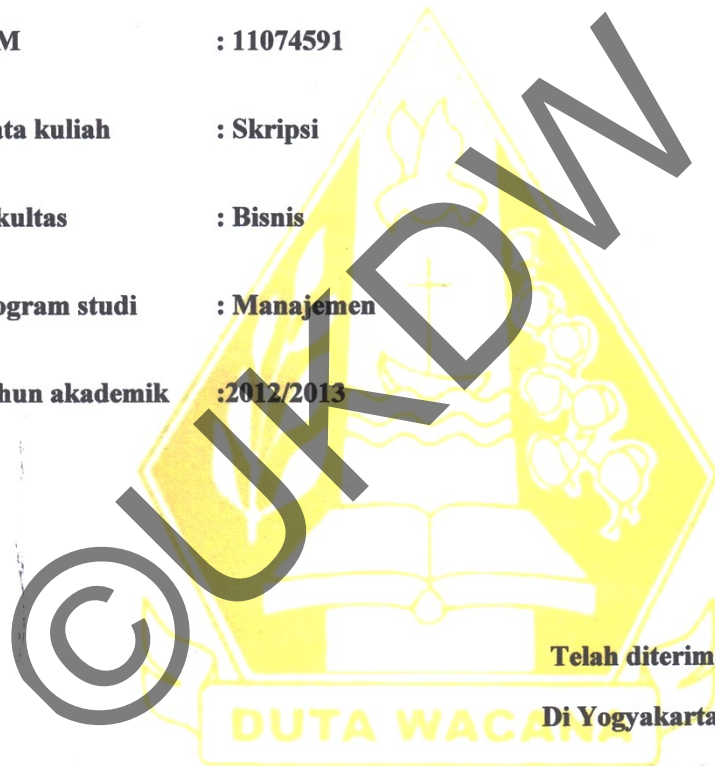 M : 11074591
ata kuliah : Skripsi
kultas : Bisnis
ogram studi : Manajemen
hun akademik :2012/2013
©UKDW
Telah diterim
DUTA WACANA
Di Yogyakarta